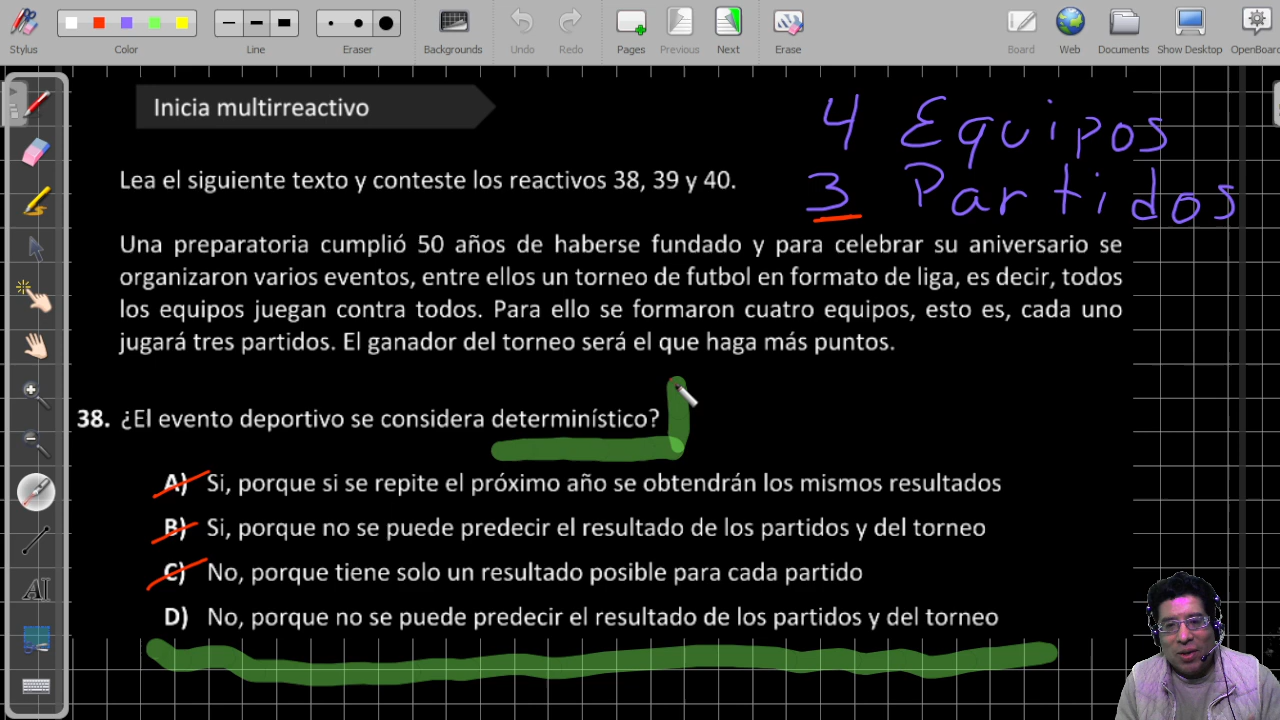 Stylus
Color
Line
Eraser
Backgrounds
Undo
Redo
Pages
Previous
Next
Erase
Board
Web
Documents
Show Desktop
OpenBoard
Inicia multirreactivo
4 Equipos
3 Partidos
Lea el siguiente texto y conteste los reactivos 38, 39 y 40.
Una preparatoria cumplió 50 años de haberse fundado y para celebrar su aniversario se
organizaron varios eventos, entre ellos un torneo de futbol en formato de liga, es decir, todos
los equipos juegan contra todos. Para ello se formaron cuatro equipos, esto es, cada uno
jugará tres partidos. El ganador del torneo será el que haga más puntos.
38. ¿El evento deportivo se considera determinístico?
A) Si, porque si se repite el próximo año se obtendrán los mismos resultados
B) Si, porque no se puede predecir el resultado de los partidos y del torneo
C) No, porque tiene solo un resultado posible para cada partido
D) No, porque no se puede predecir el resultado de los partidos y del torneo
AI